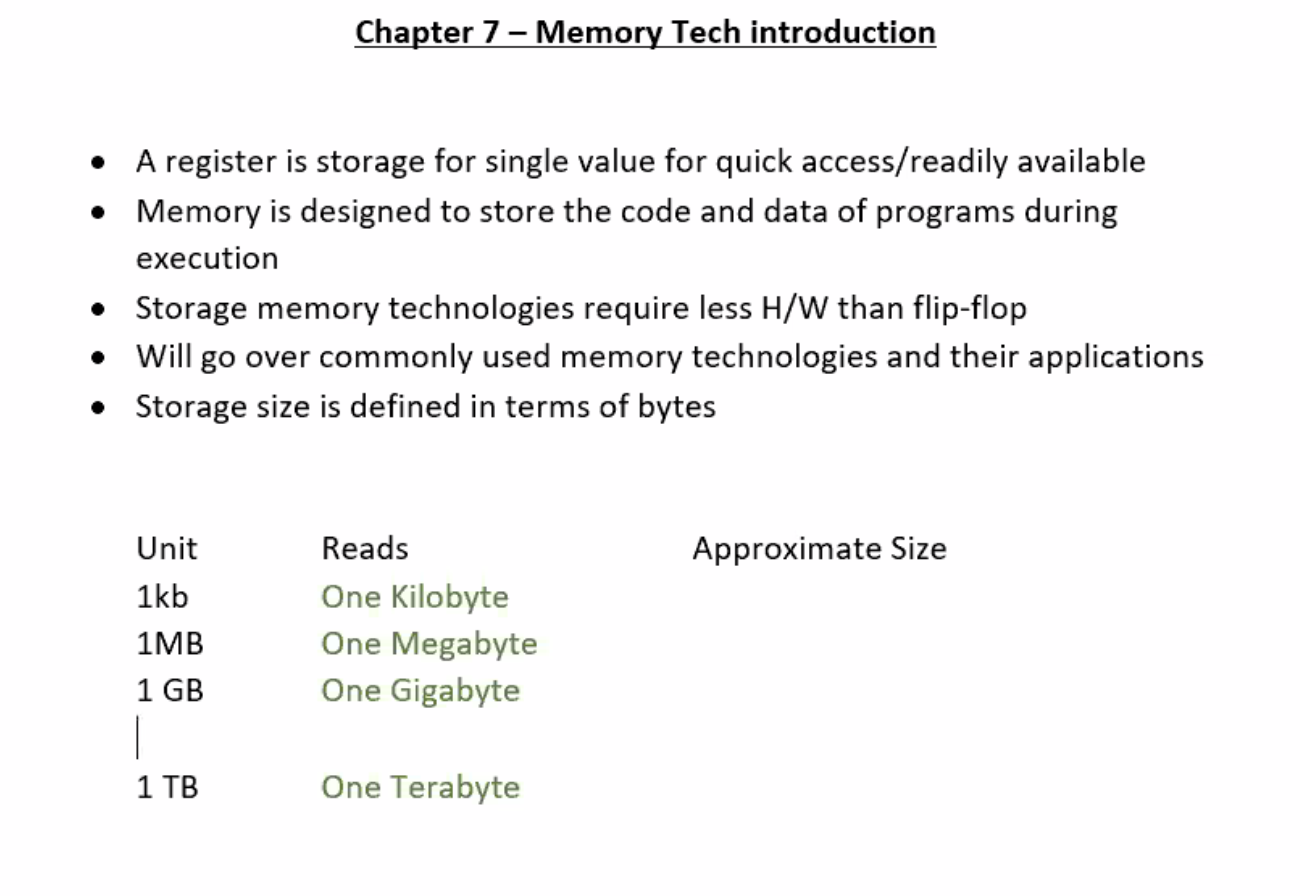 Chapter 7 – Memory Tech introduction
• A register is storage for single value for quick access/readily available
• Memory is designed to store the code and data of programs during
execution
• Storage memory technologies require less H/W than flip-flop
• Will go over commonly used memory technologies and their applications
• Storage size is defined in terms of bytes
Unit Reads Approximate Size
1kb One Kilobyte
1MB One Megabyte
1 GB One Gigabyte
1 TB One Terabyte